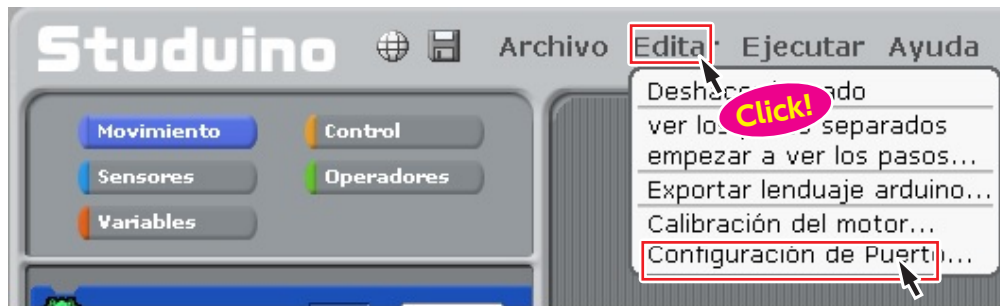 Studuino Archivo Editar Ejecutar Ayuda
Movimiento Control
Sensores Operadores
Variables
Click!
ver los separados
empezar a ver los pasos...
Exportar lenduaje arduino...
Calibración del motor...
Configuración de Puerto...